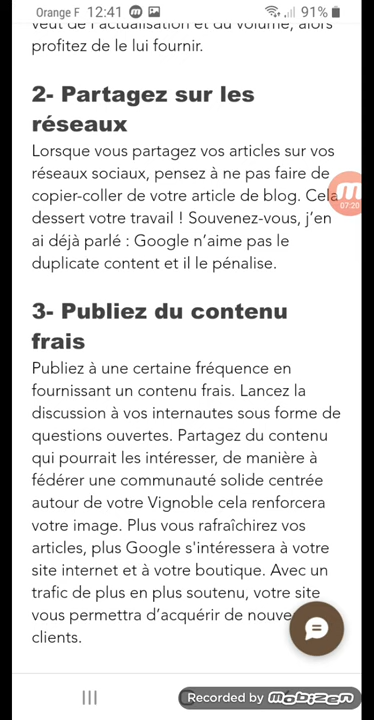 Orange F 12:41 91%
veut de l'actualisation et du volume, alors
profitez de le lui fournir.
2- Partagez sur les
réseaux
Lorsque vous partagez vos articles sur vos
réseaux sociaux, pensez à ne pas faire de
copier-coller de votre article de blog. Cela
dessert votre travail ! Souvenez-vous, j'en
ai déjà parlé : Google n'aime pas le
duplicate content et il le pénalise.
07:20
3- Publiez du contenu
frais
Publiez à une certaine fréquence en
fournissant un contenu frais. Lancez la
discussion à vos internautes sous forme de
questions ouvertes. Partagez du contenu
qui pourrait les intéresser, de manière à
fédérer une communauté solide centrée
autour de votre Vignoble cela renforcera
votre image. Plus vous rafraîchirez vos
articles, plus Google s'intéressera à votre
site internet et à votre boutique. Avec un
trafic de plus en plus soutenu, votre site
vous permettra d'acquérir de nouve
clients.
Recorded by mobizen